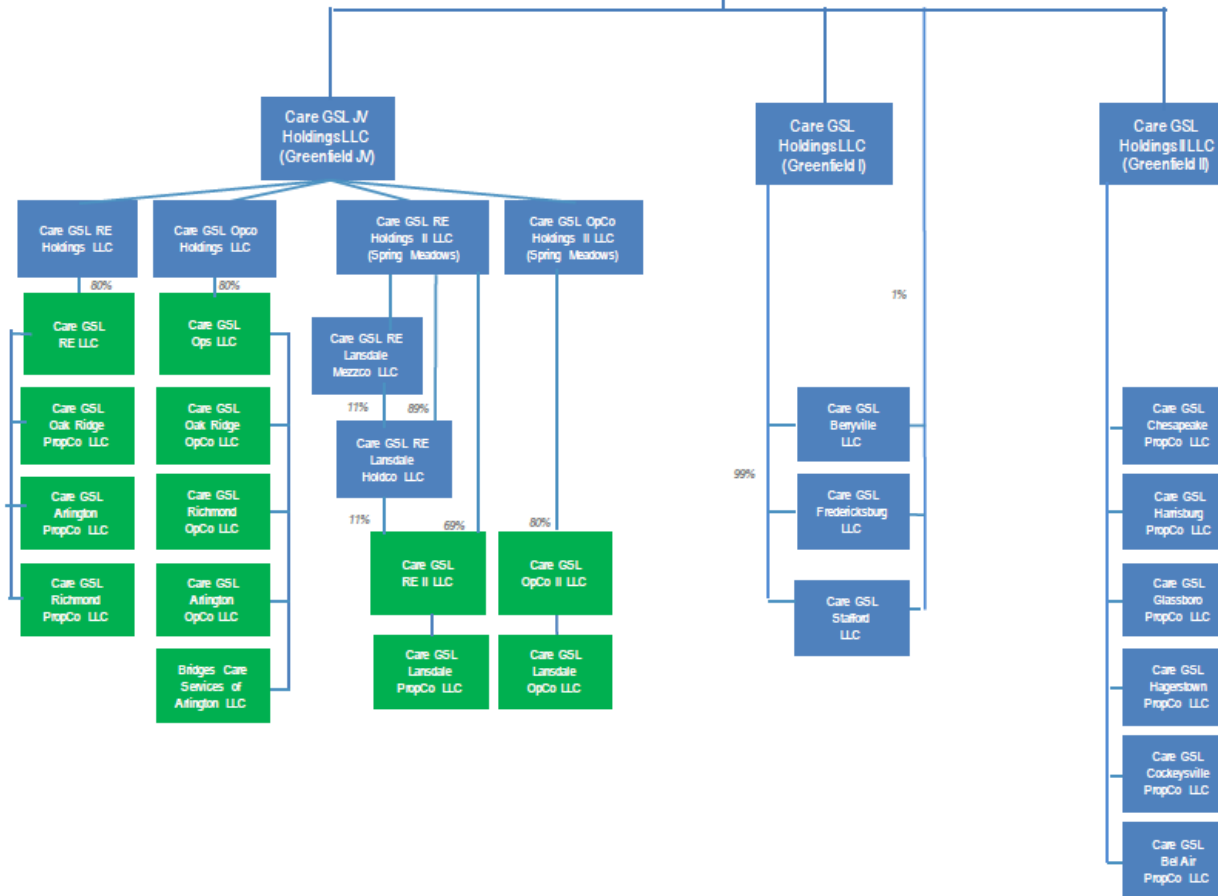 Care GSL JV
Holdings LLC
(Greenfield JV)
Care GSL
Holdings LLC
(Greenfield I)
Care GSL
Holdings II LLC
(Greenfield II)
Care GSL RE
Holdings LLC
Care GSL Opco
Holdings LLC
Care GSL RE
Holdings II LLC
(Spring Meadows)
Care GSL OpCo
Holdings II LLC
(Spring Meadows)
80%
80%
1%
Care GSL
RE LLC
Care GSL
Ops LLC
Care GSL RE
Lansdale
Mezzco LLC
Care GSL
Oak Ridge
PropCo LLC
Care GSL
Oak Ridge
OpCo LLC
11%
89%
Care GSL RE
Lansdale
Holdco LLC
Care GSL
Berryville
LLC
Care GSL
Chesapeake
PropCo LLC
99%
Care GSL
Arlington
PropCo LLC
Care GSL
Richmond
OpCo LLC
Care GSL
Fredericksburg
LLC
Care GSL
Harrisburg
PropCo LLC
11%
69%
80%
Care GSL
Richmond
PropCo LLC
Care GSL
Arlington
OpCo LLC
Care GSL
RE II LLC
Care GSL
OpCo II LLC
Care GSL
Stafford
LLC
Care GSL
Glassboro
PropCo LLC
Bridges Care
Services of
Arlington LLC
Care GSL
Lansdale
PropCo LLC
Care GSL
Lansdale
OpCo LLC
Care GSL
Hagerstown
PropCo LLC
Care GSL
Cockeysville
PropCo LLC
Care GSL
Bel Air
PropCo LLC